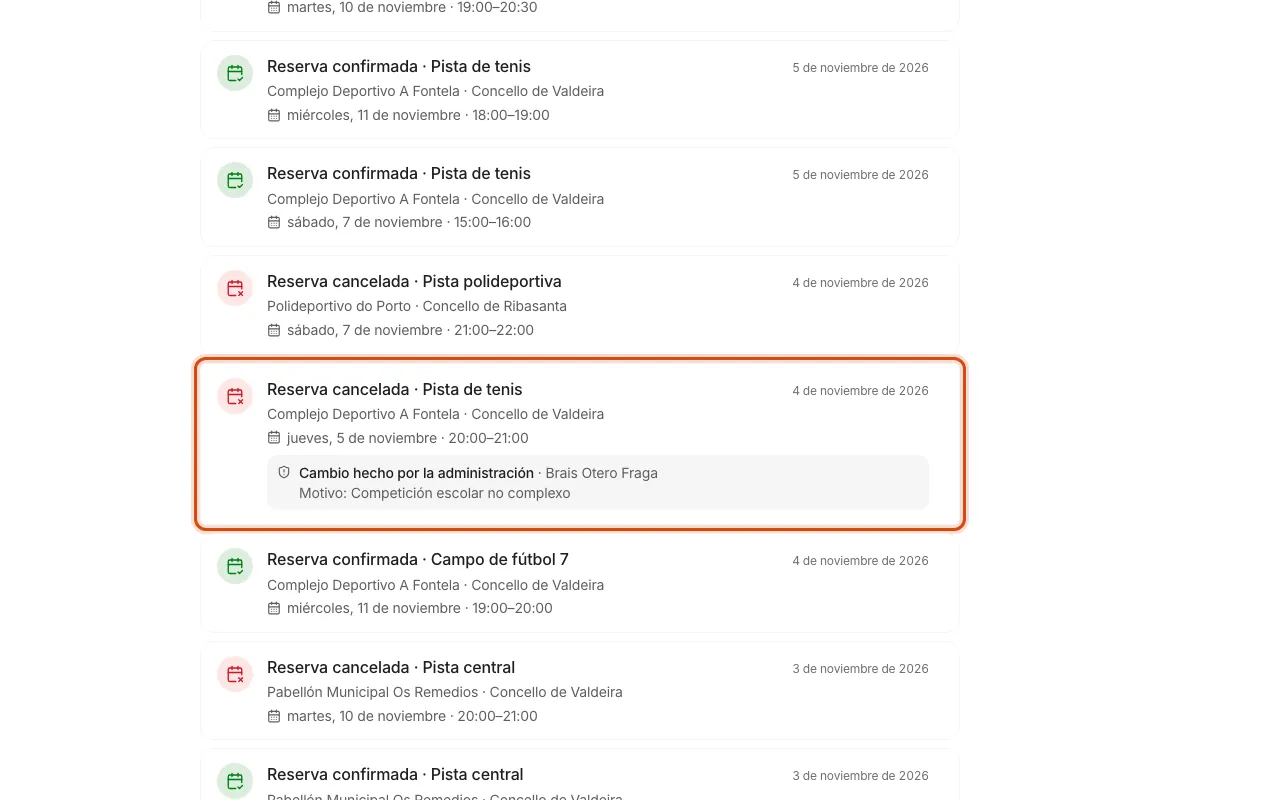 martes, 10 de noviembre · 19:00–20:30
Reserva confirmada · Pista de tenis
5 de noviembre de 2026
Complejo Deportivo A Fontela · Concello de Valdeira
miércoles, 11 de noviembre · 18:00–19:00
Reserva confirmada · Pista de tenis
5 de noviembre de 2026
Complejo Deportivo A Fontela · Concello de Valdeira
sábado, 7 de noviembre · 15:00–16:00
Reserva cancelada · Pista polideportiva
4 de noviembre de 2026
Polideportivo do Porto · Concello de Ribasanta
sábado, 7 de noviembre · 21:00–22:00
Reserva cancelada · Pista de tenis
4 de noviembre de 2026
Complejo Deportivo A Fontela · Concello de Valdeira
jueves, 5 de noviembre · 20:00–21:00
Cambio hecho por la administración · Brais Otero Fraga
Motivo: Competición escolar no complexo
Reserva confirmada · Campo de fútbol 7
4 de noviembre de 2026
Complejo Deportivo A Fontela · Concello de Valdeira
miércoles, 11 de noviembre · 19:00–20:00
Reserva cancelada · Pista central
3 de noviembre de 2026
Pabellón Municipal Os Remedios · Concello de Valdeira
martes, 10 de noviembre · 20:00–21:00
Reserva confirmada · Pista central
3 de noviembre de 2026
Pabellón Municipal Os Remedios · Concello de Valdeira